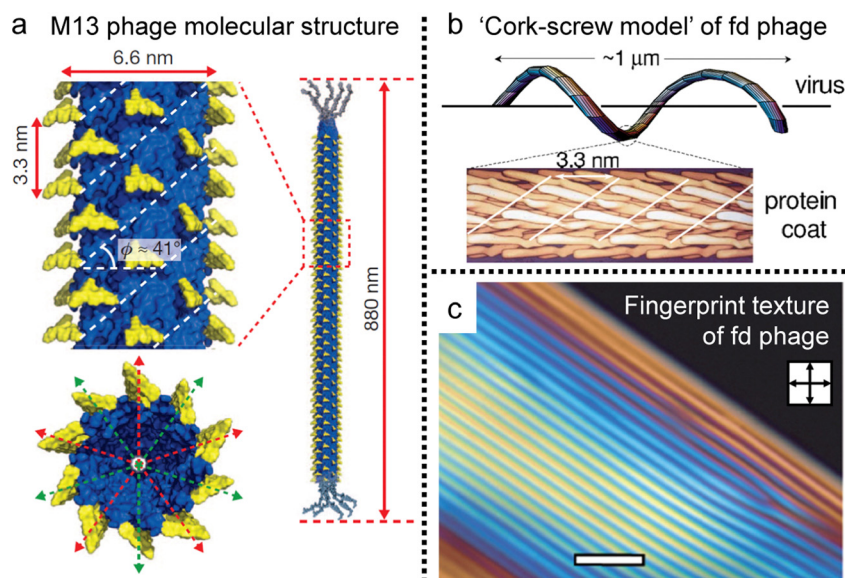 a M13 phage molecular structure
6.6 nm
3.3 nm
ϕ ≈ 41°
880 nm
b ‘Cork-screw model’ of fd phage
~1 μm
virus
3.3 nm
protein
coat
c Fingerprint texture
of fd phage